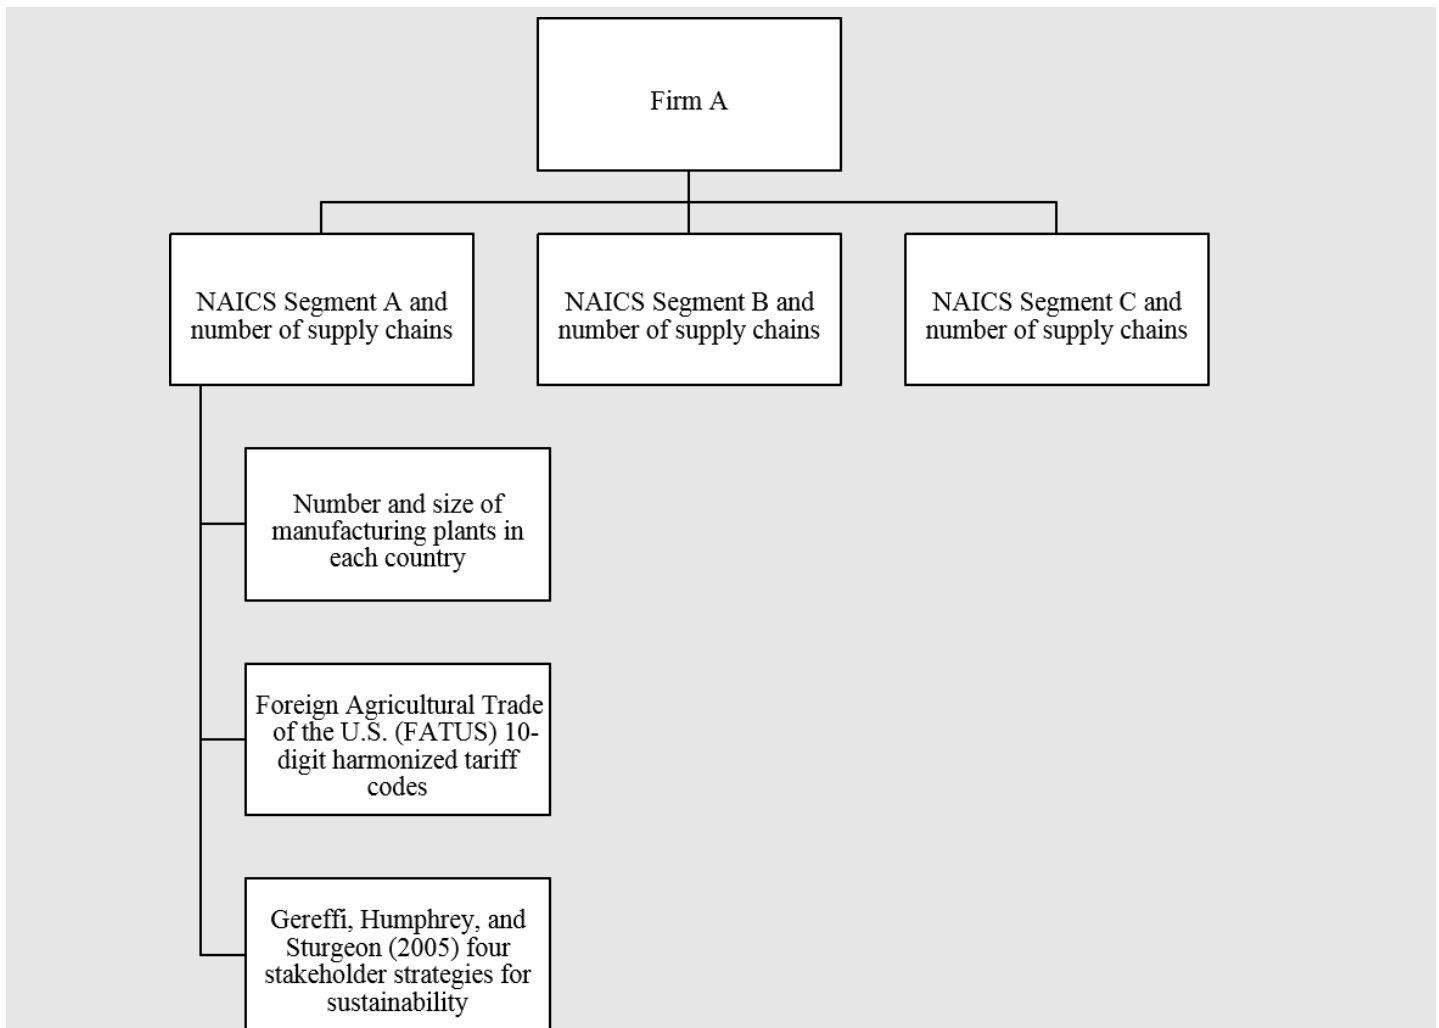 Firm A
NAICS Segment A and
number of supply chains
NAICS Segment B and
number of supply chains
NAICS Segment C and
number of supply chains
Number and size of
manufacturing plants in
each country
Foreign Agricultural Trade
of the U.S. (FATUS) 10-
digit harmonized tariff
codes
Gereffi, Humphrey, and
Sturgeon (2005) four
stakeholder strategies for
sustainability